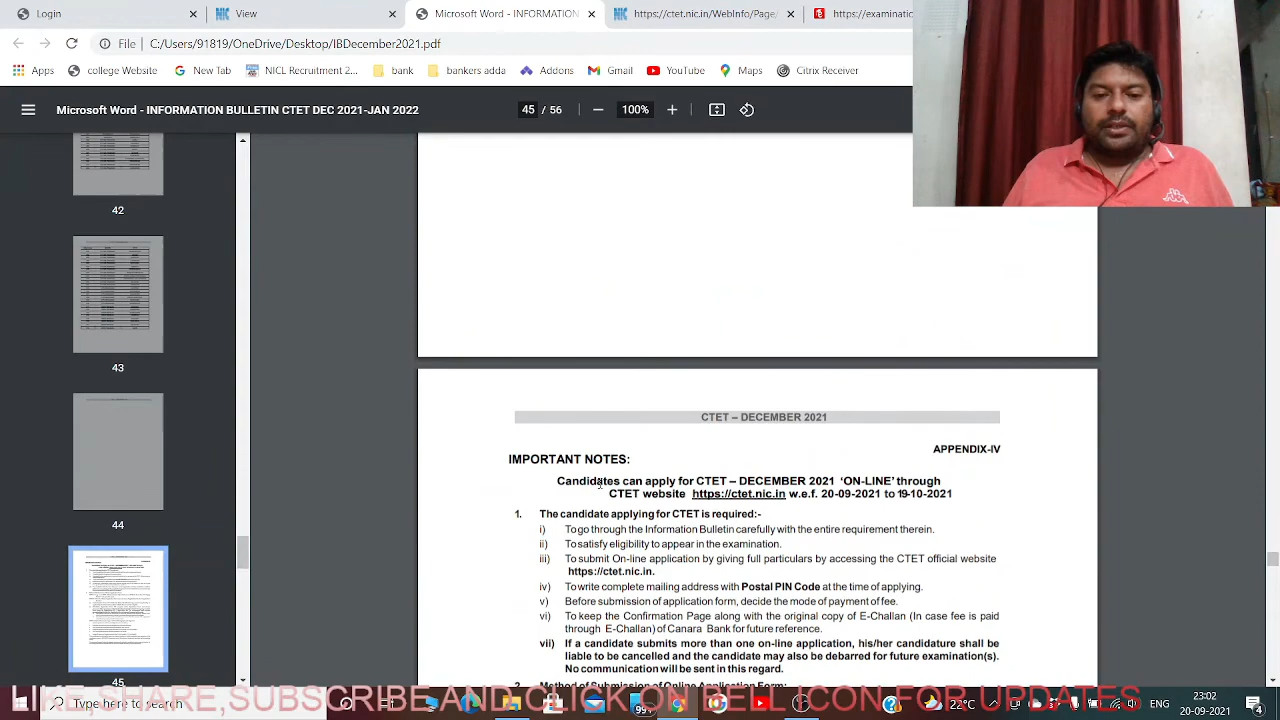 Login
View
Microsoft Word - INFORMATION
https://ctet.nic.in/WebInfo/Page
https://examinatio
File C:/Users/91819/OneDrive/Desktop/IBDecember2021.pdf
Apps college Website New Tab NICL Recruitment 2... bankers adda Addons Gmail YouTube Maps Citrix Receiver
Microsoft Word - INFORMATION BULLETIN CTET DEC 2021-JAN 2022
45 / 56
100%
42
43
44
45
CTET – DECEMBER 2021
APPENDIX-IV
IMPORTANT NOTES:
Candidates can apply for CTET – DECEMBER 2021 'ON-LINE' through
CTET website https://ctet.nic.in w.e.f. 20-09-2021 to 19-10-2021
1. The candidate applying for CTET is required:-
i) To go through the Information Bulletin carefully with the entire requirement therein.
ii) To satisfy eligibility to appear in the examination.
iii) To submit On-line application by giving full particulars by accessing the CTET official website
https://ctet.nic.in.
iv) To write complete mailing address with Postal PIN Code at the time of applying.
v) Before submission of application form, decide the mode of payment of fee.
vi) To keep the Confirmation Page along with the original copy of E-Challan (In case fee is paid
through E-Challan) of Canara Bank for future reference.
vii) If a candidate submits more than one on-line application, his/her candidature shall be
liable to be cancelled and the candidate may also be debarred for future examination(s).
No communication will be sent in this regard.
2. Method of Submission of Online Application Form:
LIKE,SHARE,SUBSCRIBE AND CLICK ON BELL ICON FOR UPDATES
Type here to search
99+
ENG
23:02